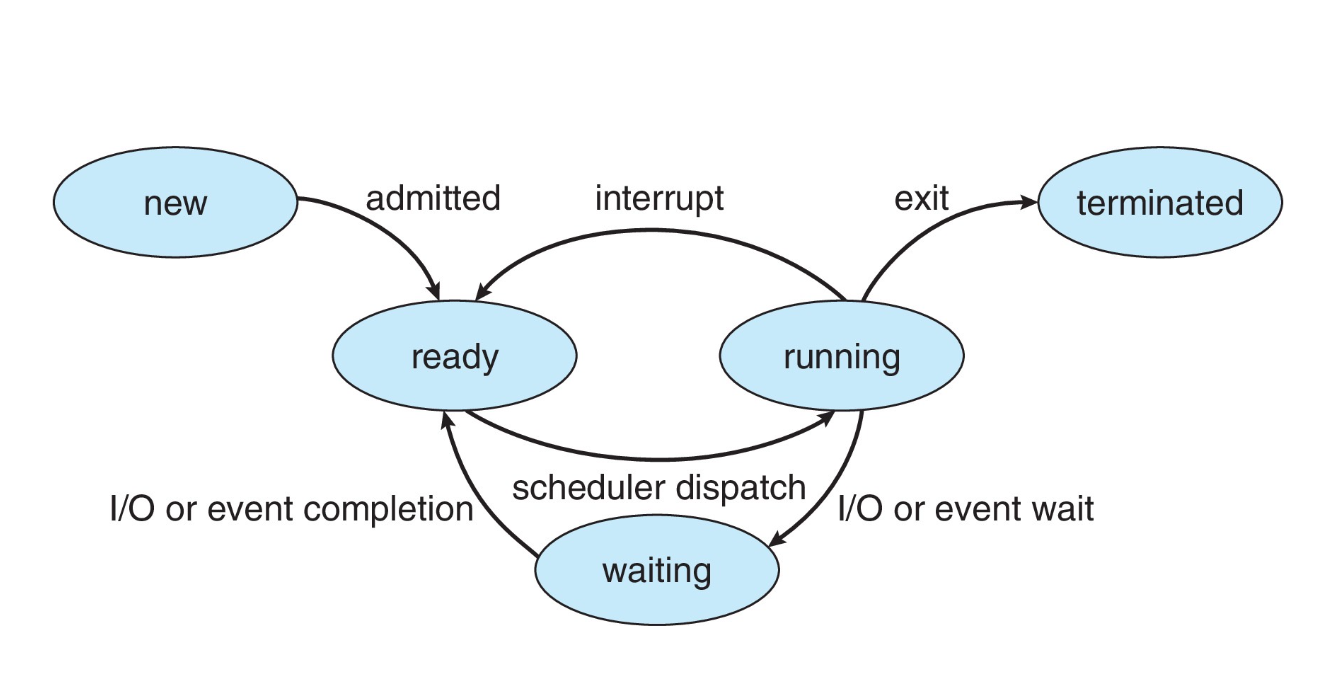 new
admitted
interrupt
exit
terminated
ready
running
scheduler dispatch
I/O or event completion
I/O or event wait
waiting